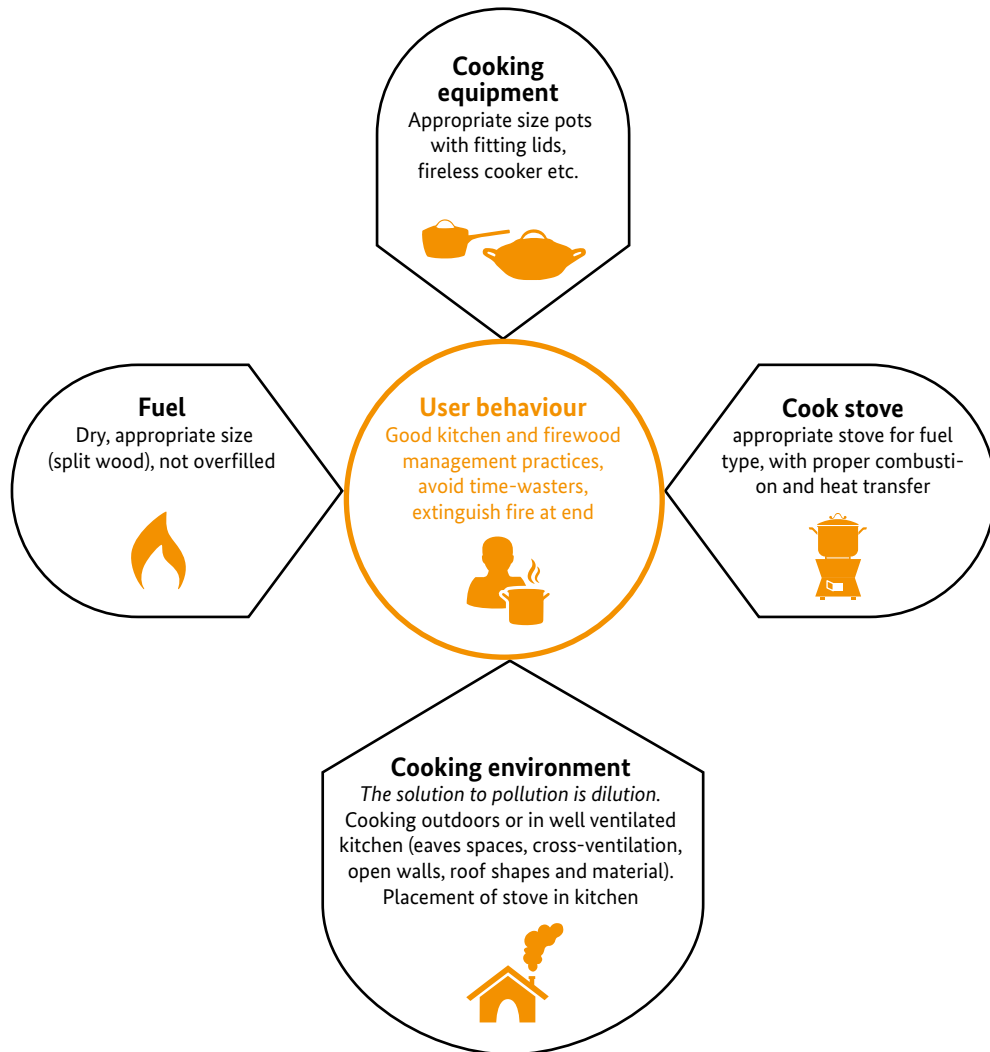 Cooking
equipment
Appropriate size pots
with fitting lids,
fireless cooker etc.
Fuel
Dry, appropriate size
(split wood), not overfilled
User behaviour
Good kitchen and firewood
management practices,
avoid time-wasters,
extinguish fire at end
Cook stove
appropriate stove for fuel
type, with proper combusti-
on and heat transfer
Cooking environment
The solution to pollution is dilution.
Cooking outdoors or in well ventilated
kitchen (eaves spaces, cross-ventilation,
open walls, roof shapes and material).
Placement of stove in kitchen